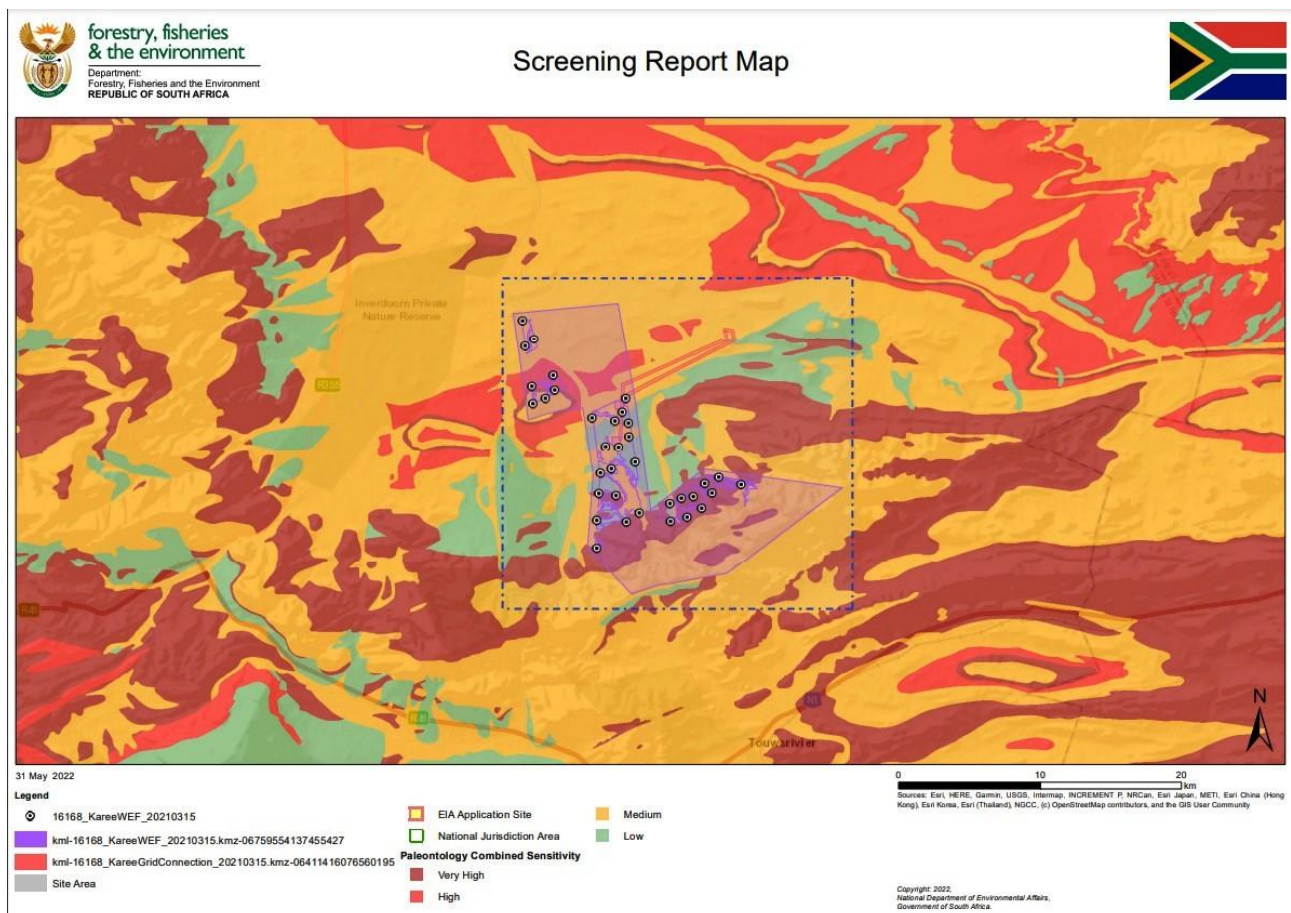 forestry, fisheries
& the environment
Department:
Forestry, Fisheries and the Environment
REPUBLIC OF SOUTH AFRICA
Screening Report Map
Inverdoorn Private
Nature Reserve
R355
R46
R46
N1
Touwsrivier
N
31 May 2022
0 10 20
km
Sources: Esri, HERE, Garmin, USGS, Intermap, INCREMENT P, NRCan, Esri Japan, METI, Esri China (Hong
Kong), Esri Korea, Esri (Thailand), NGCC, (c) OpenStreetMap contributors, and the GIS User Community
Legend
16168_KareeWEF_20210315
kml-16168_KareeWEF_20210315.kmz-06759554137455427
kml-16168_KareeGridConnection_20210315.kmz-06411416076560195
Site Area
EIA Application Site
National Jurisdiction Area
Paleontology Combined Sensitivity
Very High
High
Medium
Low
Copyright: 2022,
National Department of Environmental Affairs,
Government of South Africa.